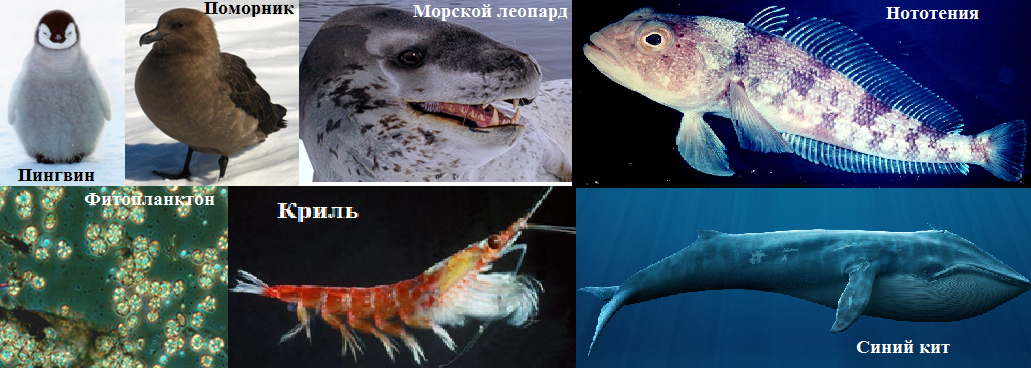 Пингвин
Поморник
Морской леопард
Нототения
Фитопланктон
Криль
Синий кит